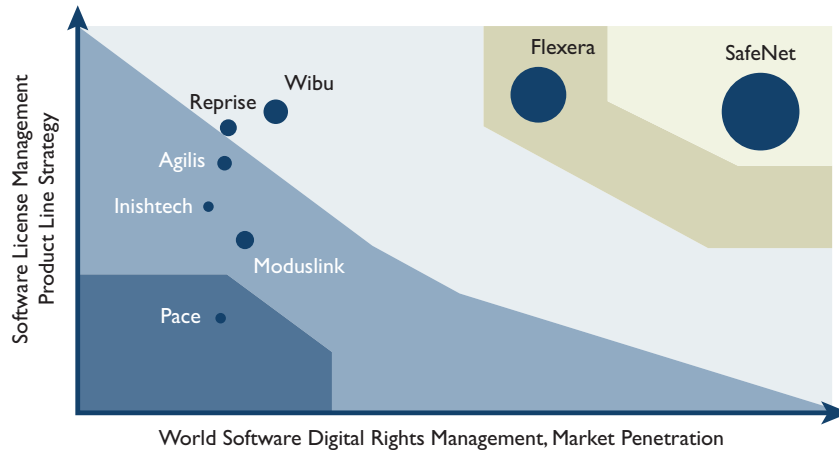 Flexera
SafeNet
Wibu
Reprise
Agilis
Inishtech
Moduslink
Pace
Software License Management
Product Line Strategy
World Software Digital Rights Management, Market Penetration